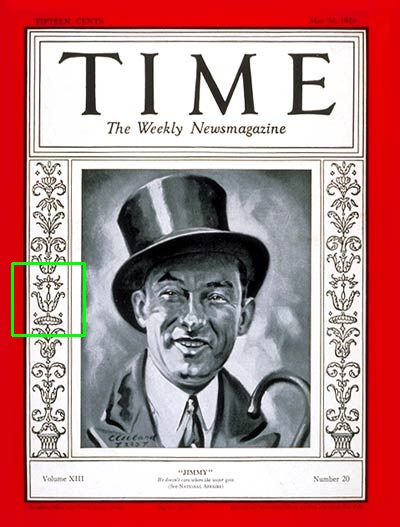 FIFTEEN CENTS
TIME
The Weekly Newsmagazine
Cleeland
Volume XIII
"JIMMY"
He doesn't care where the water goes.
(See NATIONAL AFFAIRS)
Number 20